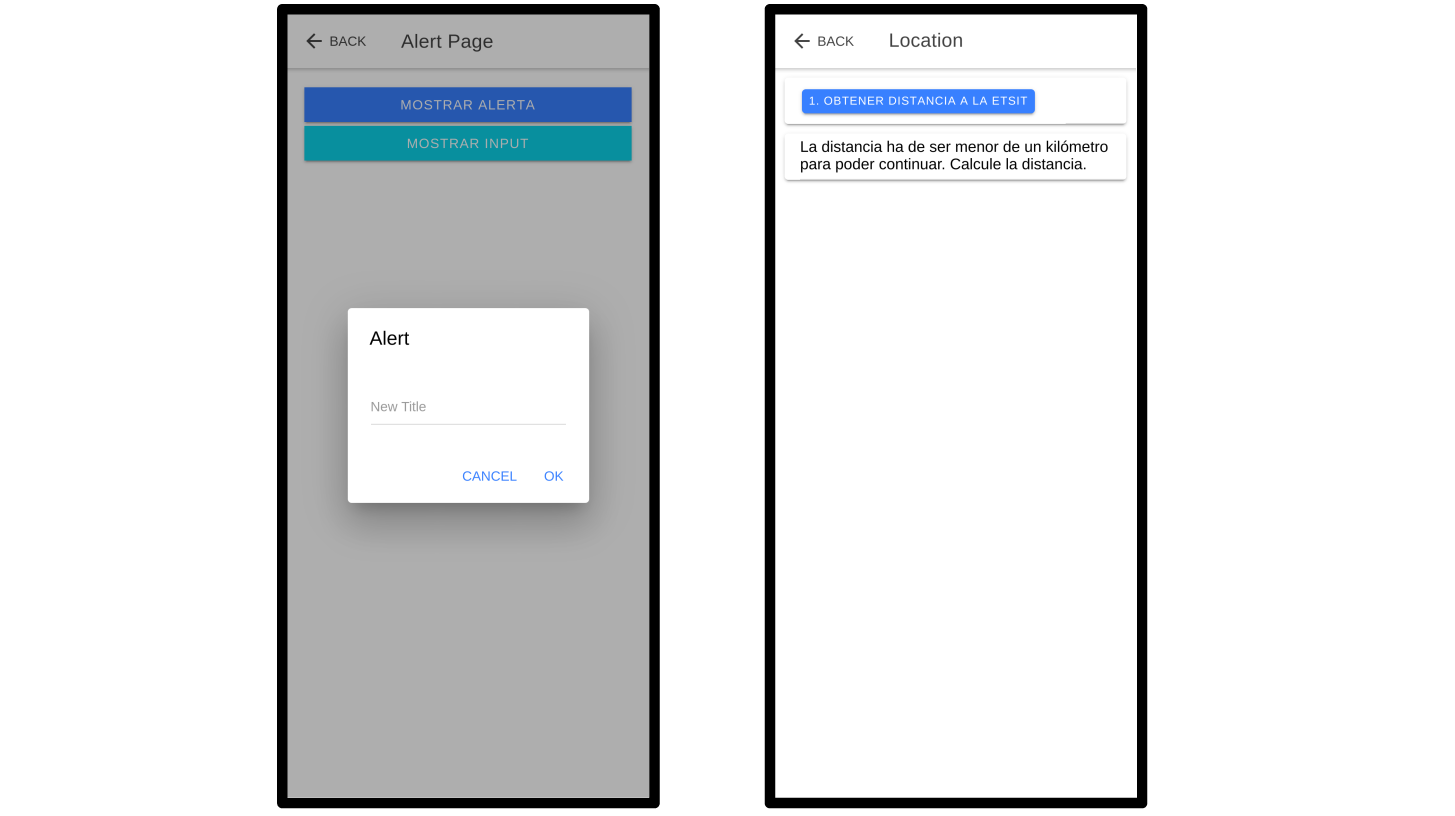 BACK
Alert Page
MOSTRAR ALERTA
MOSTRAR INPUT
Alert
New Title
CANCEL
OK
BACK
Location
1. OBTENER DISTANCIA A LA ETSIT
La distancia ha de ser menor de un kilómetro
para poder continuar. Calcule la distancia.